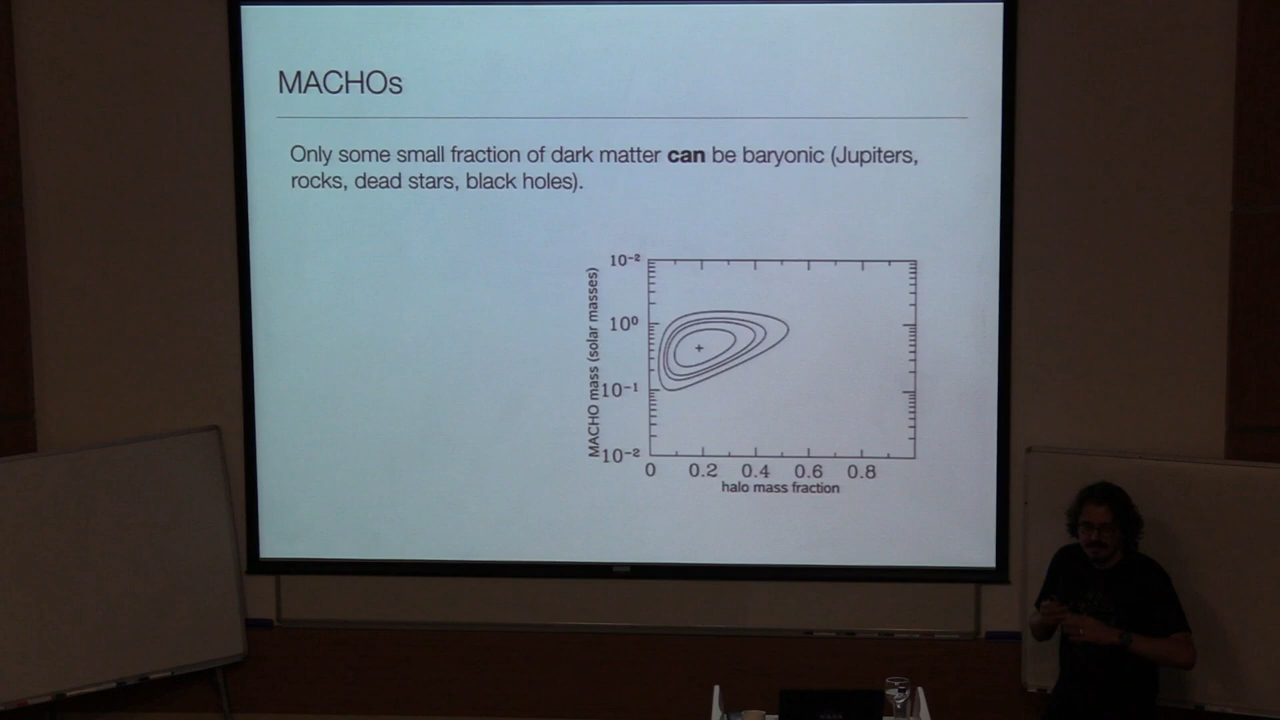 MACHOs
Only some small fraction of dark matter can be baryonic (Jupiters,
rocks, dead stars, black holes).
10⁻²
10⁰
10⁻¹
10⁻²
MACHO mass (solar masses)
0 0.2 0.4 0.6 0.8
halo mass fraction